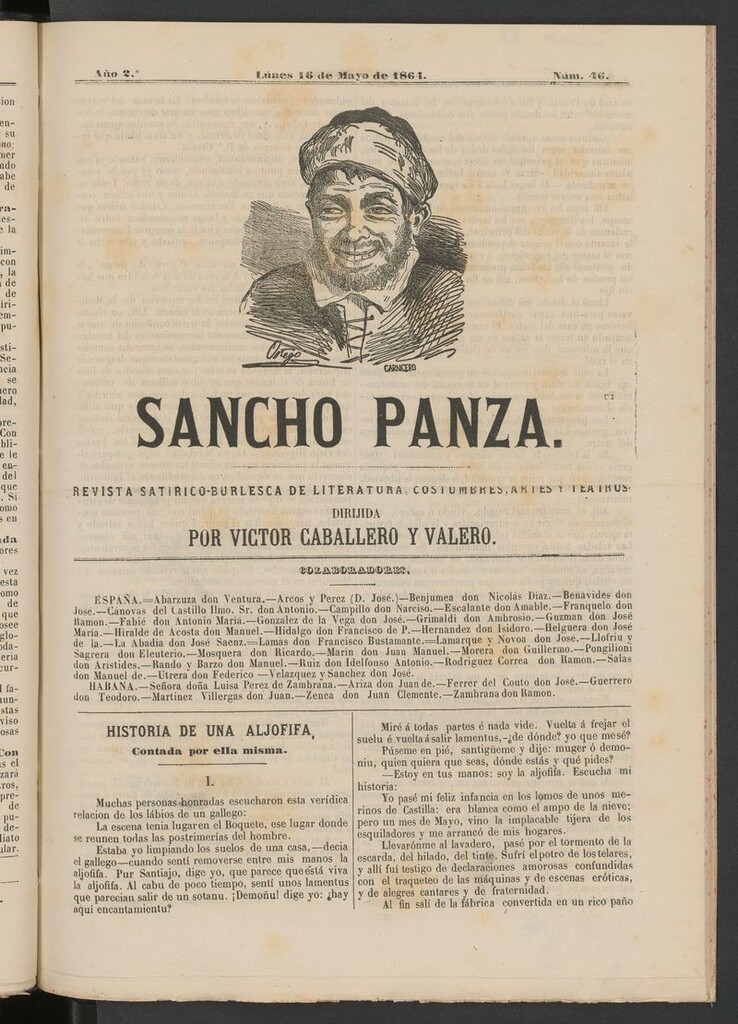 Año 2.° Lúnes 16 de Mayo de 1864. Núm. 46.
Ortego
CARNICERO
SANCHO PANZA.
REVISTA SATIRICO-BURLESCA DE LITERATURA, COSTUMBRES, ARTES Y TEATROS
DIRIJIDA
POR VICTOR CABALLERO Y VALERO.
COLABORADORES.
ESPAÑA.=Abarzuza don Ventura.—Arcos y Perez (D. José.)—Benjumea don Nicolás Diaz.—Benavides don
Jose.—Cánovas del Castillo Ilmo. Sr. don Antonio.—Campillo don Narciso.—Escalante don Amable.—Franquelo don
Ramon.—Fabié don Antonio Maria.—Gonzalez de la Vega don José.—Grimaldi don Ambrosio.—Guzman don José
Maria.—Hiralde de Acosta don Manuel.—Hidalgo don Francisco de P.—Hernandez don Isidoro.—Helguera don José
de la.—La Abadia don José Saenz.=Lamas don Francisco Bustamante.—Lamarque y Novoa don José.—Llofriu y
Sagrera don Eleuterio.—Mosquera don Ricardo.—Marin don Juan Manuel.—Morera don Guillermo.—Pongilioni
don Aristides.—Rando y Barzo don Manuel.—Ruiz don Idelfonso Antonio.—Rodriguez Correa don Ramon.—Salas
don Manuel de.—Utrera don Federico —Velazquez y Sanchez don José.
HABANA.—Señora doña Luisa Perez de Zambrana.—Ariza don Juan de.—Ferrer del Couto don José.—Guerrero
don Teodoro.—Martinez Villergas don Juan.—Zenea don Juan Clemente.—Zambrana don Ramon.
HISTORIA DE UNA ALJOFIFA,
Contada por ella misma.
I.
Muchas personas honradas escucharon esta verídica
relacion de los lábios de un gallego:
La escena tenia lugar en el Boquete, ese lugar donde
se reunen todas las postrimerías del hombre.
Estaba yo limpiando los suelos de una casa,—decia
el gallego—cuando sentí removerse entre mis manos la
aljofifa. Pur Santiajo, dige yo, que parece que está viva
la aljofifa. Al cabu de poco tiempo, sentí unos lamentus
que parecian salir de un sotanu. ¡Demoñu! dige yo: ¿hay
aquí encantamientu?
Miré á todas partes é nada vide. Vuelta á frejar el
suelu é vuelta á salir lamentus,-¿de dónde? yo que mesé?
Púseme en pié, santigüeme y dije: muger ó demo-
niu, quien quiera que seas, dónde estás y qué pides?
—Estoy en tus manos: soy la aljofifa. Escucha mi
historia:
Yo pasé mi feliz infancia en los lomos de unos me-
rinos de Castilla: era blanca como el ampo de la nieve;
pero un mes de Mayo, vino la implacable tijera de los
esquiladores y me arrancó de mis hogares.
Llevarónme al lavadero, pasé por el tormento de la
escarda, del hilado, del tinte. Sufrí el potro de los telares,
y allí fuí testigo de declaraciones amorosas confundidas
con el traqueteo de las máquinas y de escenas eróticas,
y de alegres cantares y de fraternidad.
Al fin salí de la fábrica convertida en un rico paño